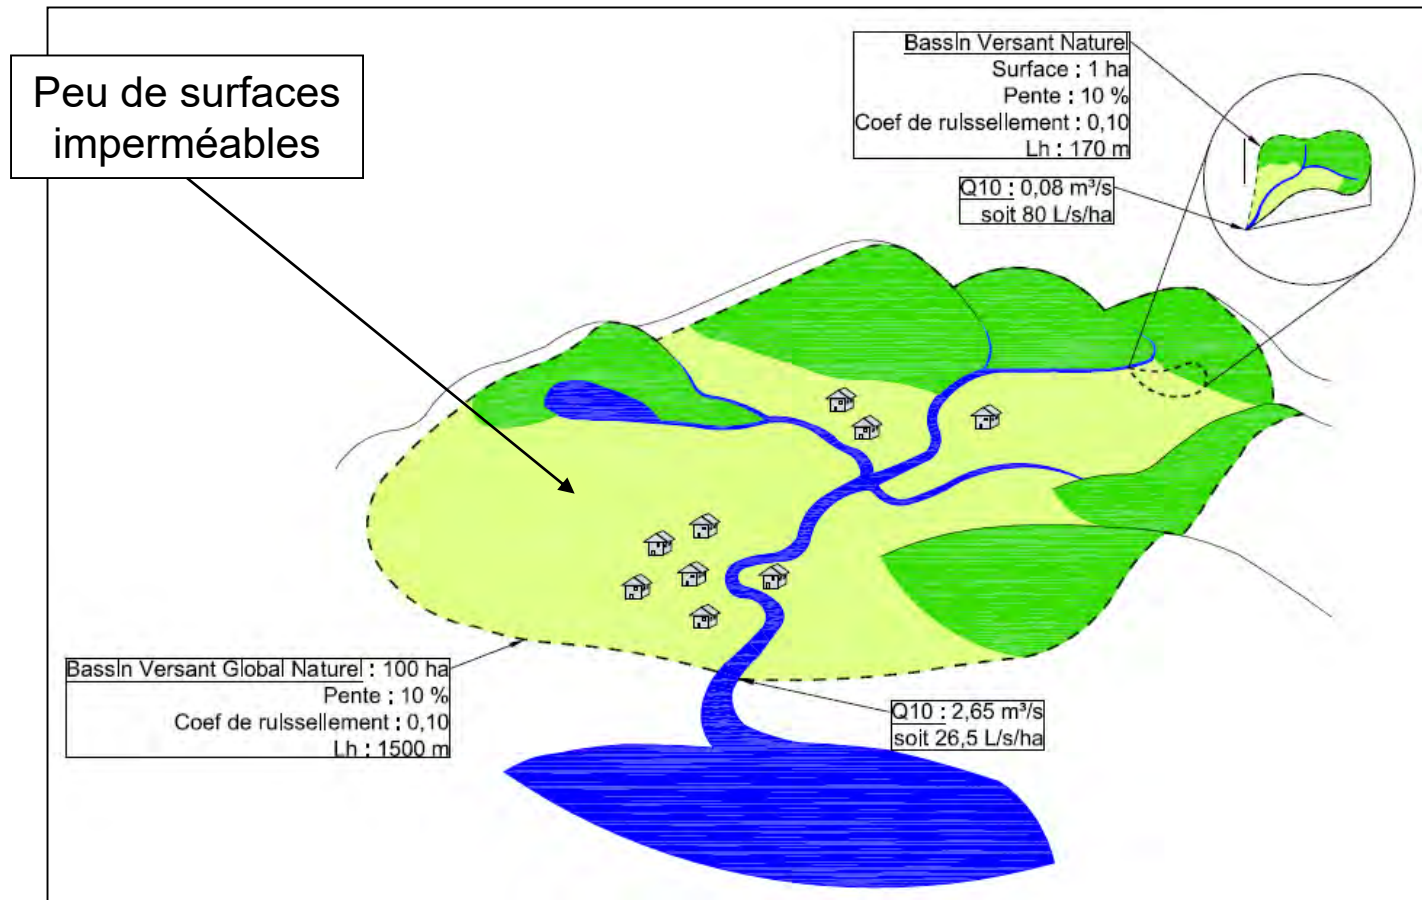 Peu de surfaces
imperméables
Bassin Versant Naturel
Surface : 1 ha
Pente : 10 %
Coef de ruissellement : 0,10
Lh : 170 m
Q10 : 0,08 m³/s
soit 80 L/s/ha
Bassin Versant Global Naturel : 100 ha
Pente : 10 %
Coef de ruissellement : 0,10
Lh : 1500 m
Q10 : 2,65 m³/s
soit 26,5 L/s/ha